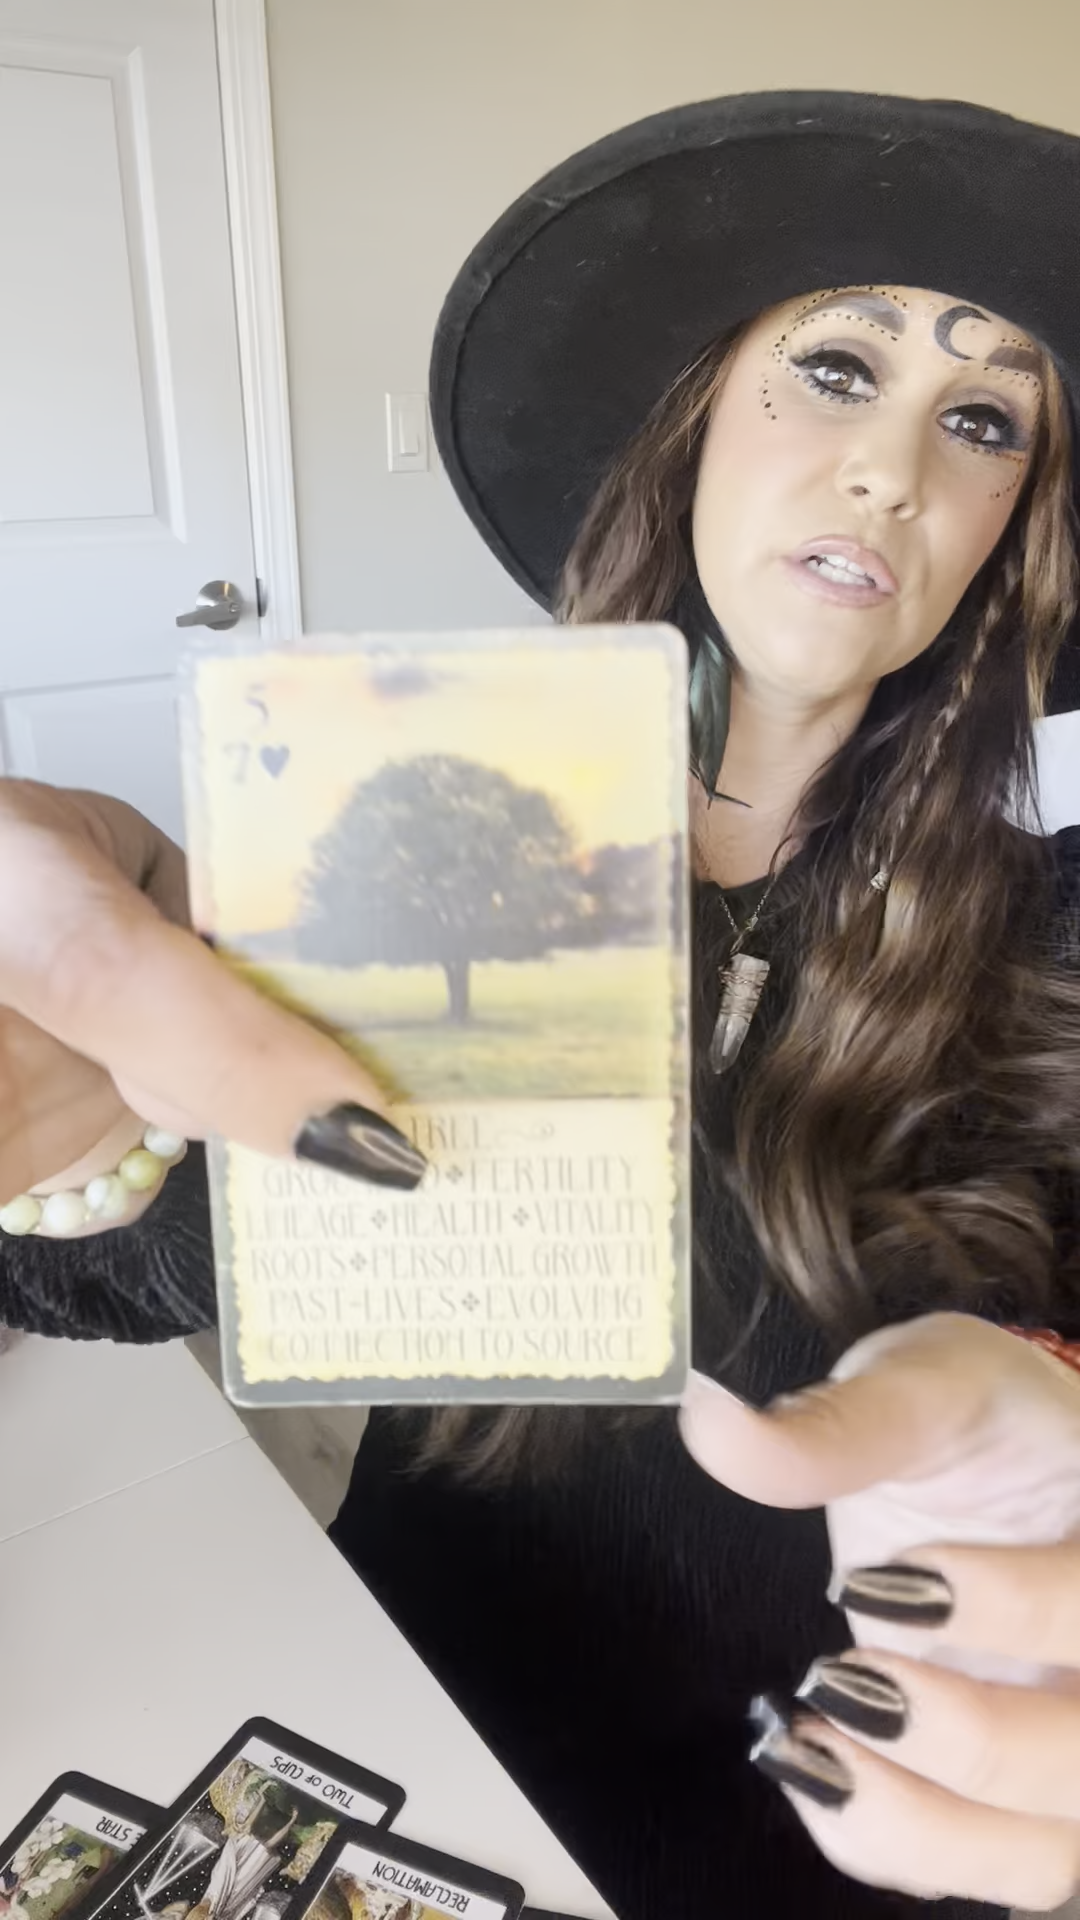 5
7♥
TREE
GROUNDED❖FERTILITY
LINEAGE❖HEALTH❖VITALITY
ROOTS❖PERSONAL GROWTH
PAST-LIVES❖EVOLVING
CONNECTION TO SOURCE
TWO OF CUPS
E STAR
RECLAMATION